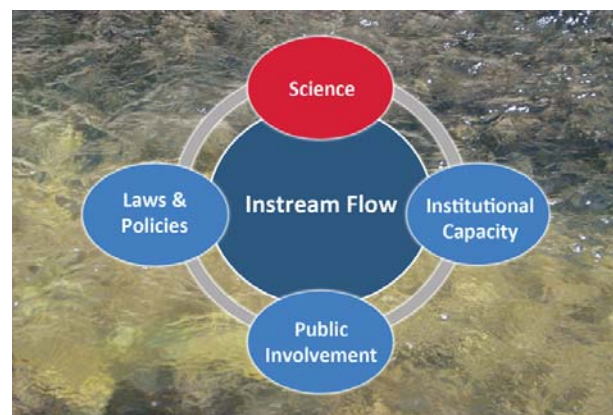 Science
Laws &
Policies
Instream Flow
Institutional
Capacity
Public
Involvement